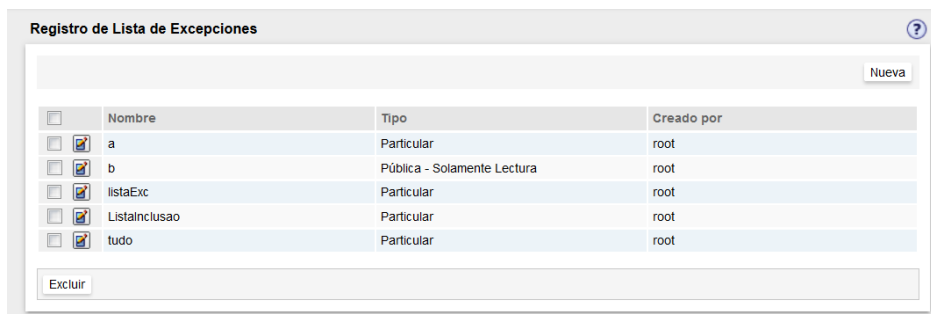 Registro de Lista de Excepciones
?
Nueva
Nombre Tipo Creado por
a Particular root
b Pública - Solamente Lectura root
listaExc Particular root
ListaInclusao Particular root
tudo Particular root
Excluir